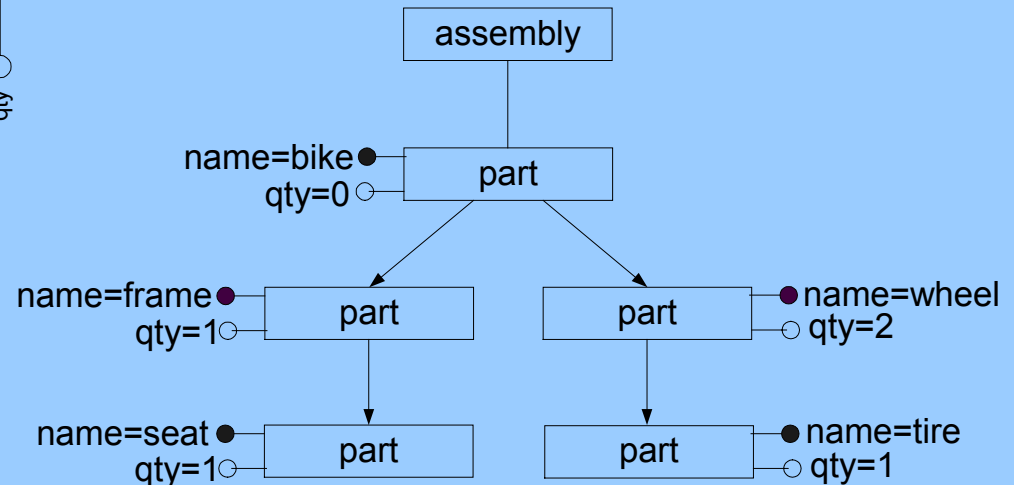 assembly
qty
name=bike
qty=0
part
name=frame
qty=1
part
part
name=wheel
qty=2
name=seat
qty=1
part
part
name=tire
qty=1